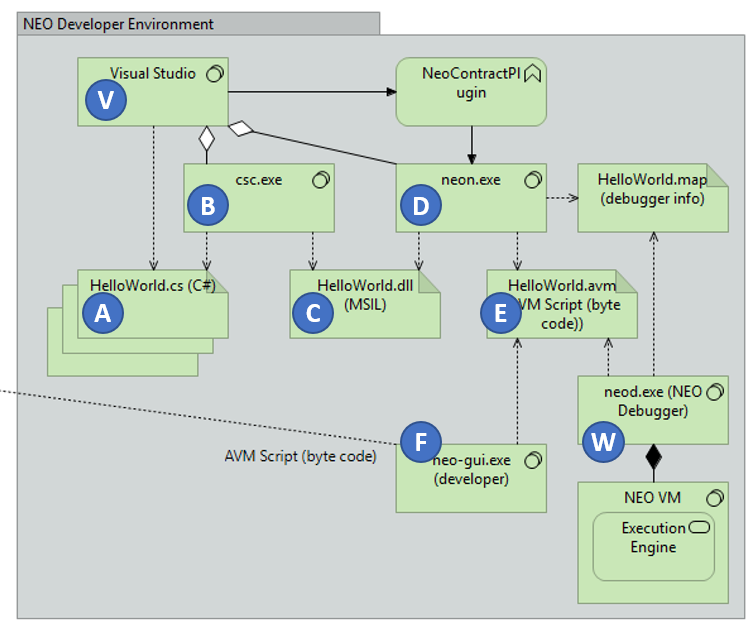 NEO Developer Environment
Visual Studio
V
NeoContractPl
ugin
csc.exe
B
neon.exe
D
HelloWorld.map
(debugger info)
HelloWorld.cs (C#)
A
HelloWorld.dll
(MSIL)
C
HelloWorld.avm
VM Script (byte
code))
E
neod.exe (NEO
Debugger)
W
F
AVM Script (byte code)
neo-gui.exe
(developer)
NEO VM
Execution
Engine